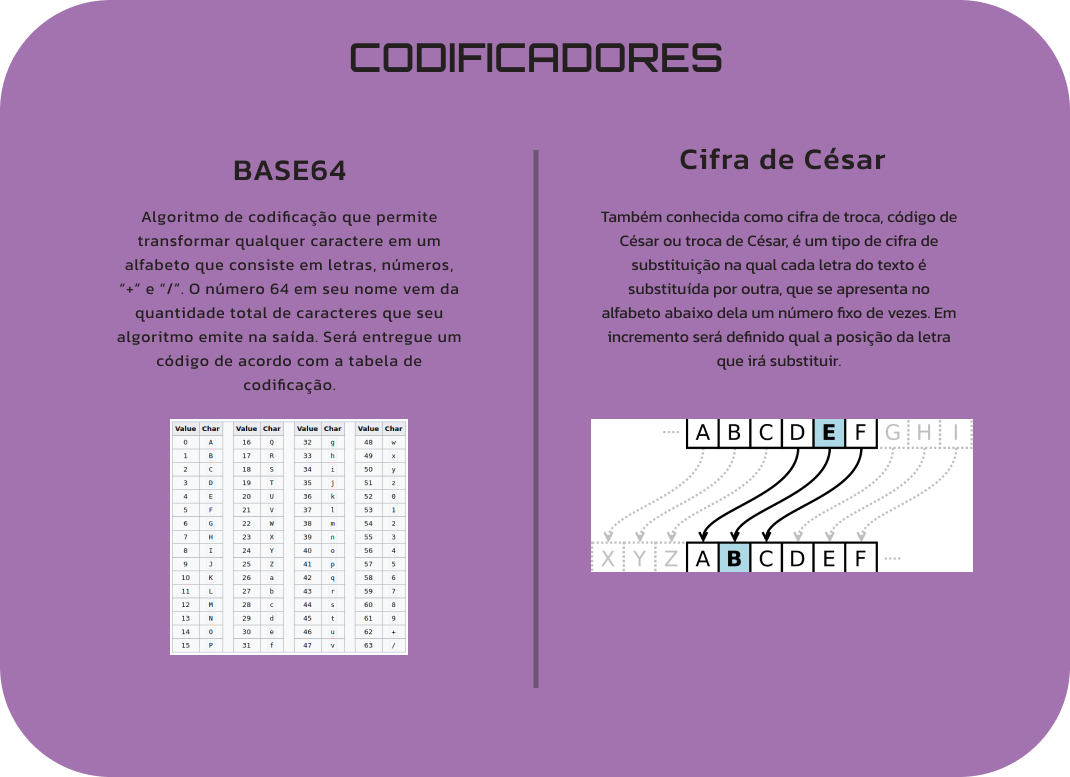 CODIFICADORES
BASE64
Algoritmo de codificação que permite
transformar qualquer caractere em um
alfabeto que consiste em letras, números,
“+” e “/”. O número 64 em seu nome vem da
quantidade total de caracteres que seu
algoritmo emite na saída. Será entregue um
código de acordo com a tabela de
codificação.
Value Char Value Char Value Char Value Char
0 A 16 Q 32 g 48 w
1 B 17 R 33 h 49 x
2 C 18 S 34 i 50 y
3 D 19 T 35 j 51 z
4 E 20 U 36 k 52 0
5 F 21 V 37 l 53 1
6 G 22 W 38 m 54 2
7 H 23 X 39 n 55 3
8 I 24 Y 40 o 56 4
9 J 25 Z 41 p 57 5
10 K 26 a 42 q 58 6
11 L 27 b 43 r 59 7
12 M 28 c 44 s 60 8
13 N 29 d 45 t 61 9
14 O 30 e 46 u 62 +
15 P 31 f 47 v 63 /
Cifra de César
Também conhecida como cifra de troca, código de
César ou troca de César, é um tipo de cifra de
substituição na qual cada letra do texto é
substituída por outra, que se apresenta no
alfabeto abaixo dela um número fixo de vezes. Em
incremento será definido qual a posição da letra
que irá substituir.
A B C D E F G H I
X Y Z A B C D E F